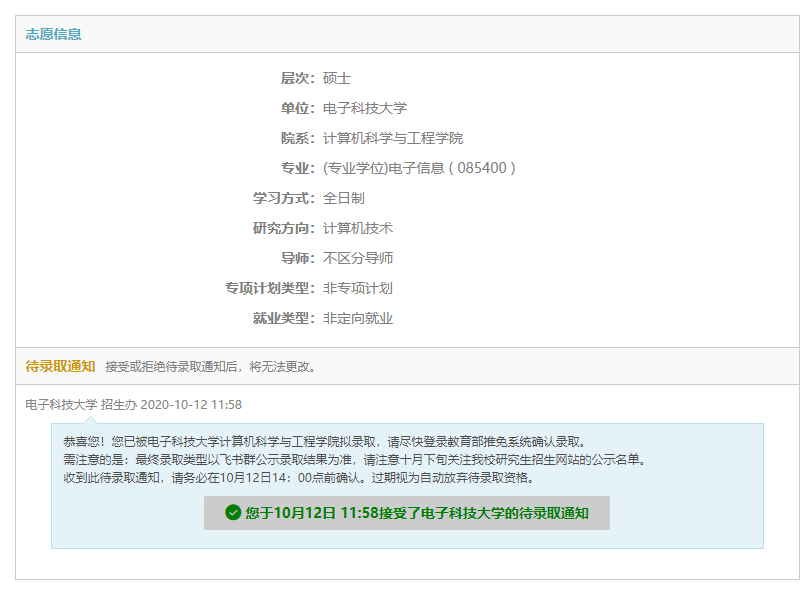 志愿信息
层次：硕士
单位：电子科技大学
院系：计算机科学与工程学院
专业：(专业学位)电子信息（085400）
学习方式：全日制
研究方向：计算机技术
导师：不区分导师
专项计划类型：非专项计划
就业类型：非定向就业
待录取通知 接受或拒绝待录取通知后，将无法更改。
电子科技大学 招生办 2020-10-12 11:58
恭喜您！您已被电子科技大学计算机科学与工程学院拟录取，请尽快登录教育部推免系统确认录取。
需注意的是：最终录取类型以飞书群公示录取结果为准，请注意十月下旬关注我校研究生招生网站的公示名单。
收到此待录取通知，请务必在10月12日14：00点前确认。过期视为自动放弃待录取资格。
您于10月12日 11:58接受了电子科技大学的待录取通知